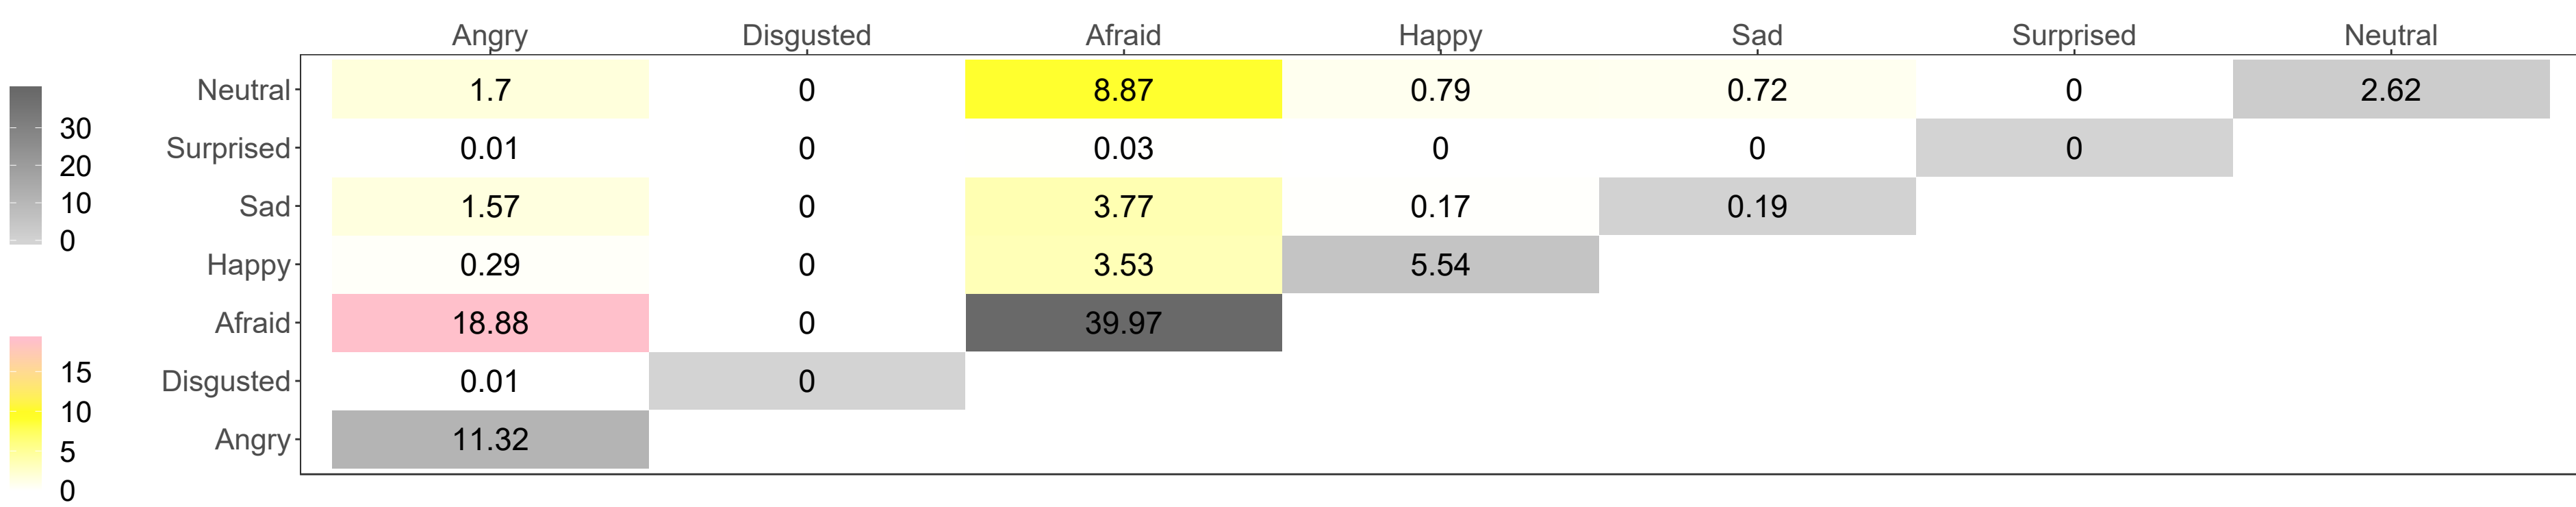 Angry Disgusted Afraid Happy Sad Surprised Neutral
Neutral 1.7 0 8.87 0.79 0.72 0 2.62
Surprised 0.01 0 0.03 0 0 0
Sad 1.57 0 3.77 0.17 0.19
Happy 0.29 0 3.53 5.54
Afraid 18.88 0 39.97
Disgusted 0.01 0
Angry 11.32
30
20
10
0
15
10
5
0